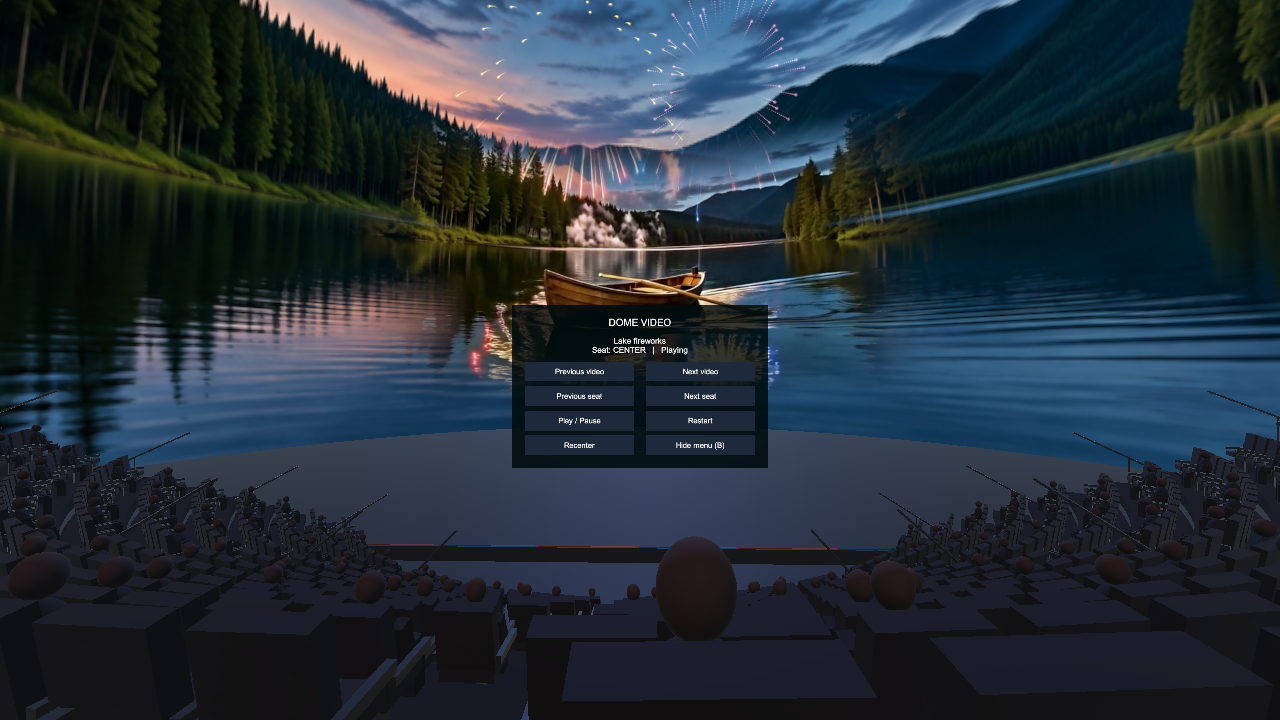 DOME VIDEO
Lake fireworks
Seat: CENTER | Playing
Previous video
Next video
Previous seat
Next seat
Play / Pause
Restart
Recenter
Hide menu (B)